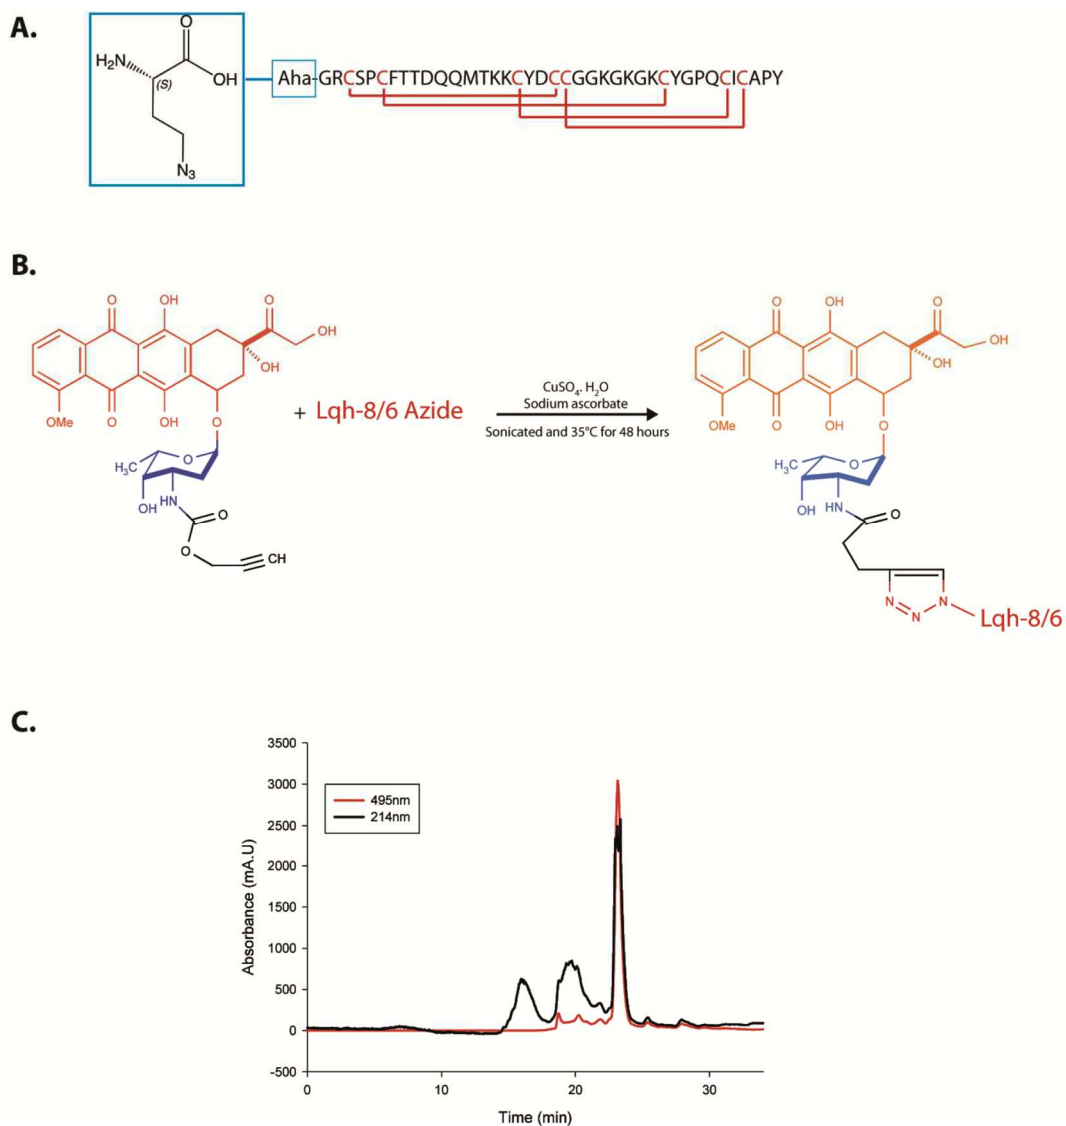 A.
O
H₂N
(S)
OH
N₃
Aha-GRCSPCFTTDQQMTKKCYDCCGGKGKGKCYGPQCICAPY
B.
O OH O
OH
OH
OMe O OH O
H₃C O
OH HN O
O
CH
+ Lqh-8/6 Azide
CuSO₄. H₂O
Sodium ascorbate
Sonicated and 35°C for 48 hours
O OH O
OH
OH
OMe O OH O
H₃C O
OH HN O
N N N
Lqh-8/6
C.
495nm
214nm
Absorbance (mA.U)
3500
3000
2500
2000
1500
1000
500
0
-500
0 10 20 30
Time (min)